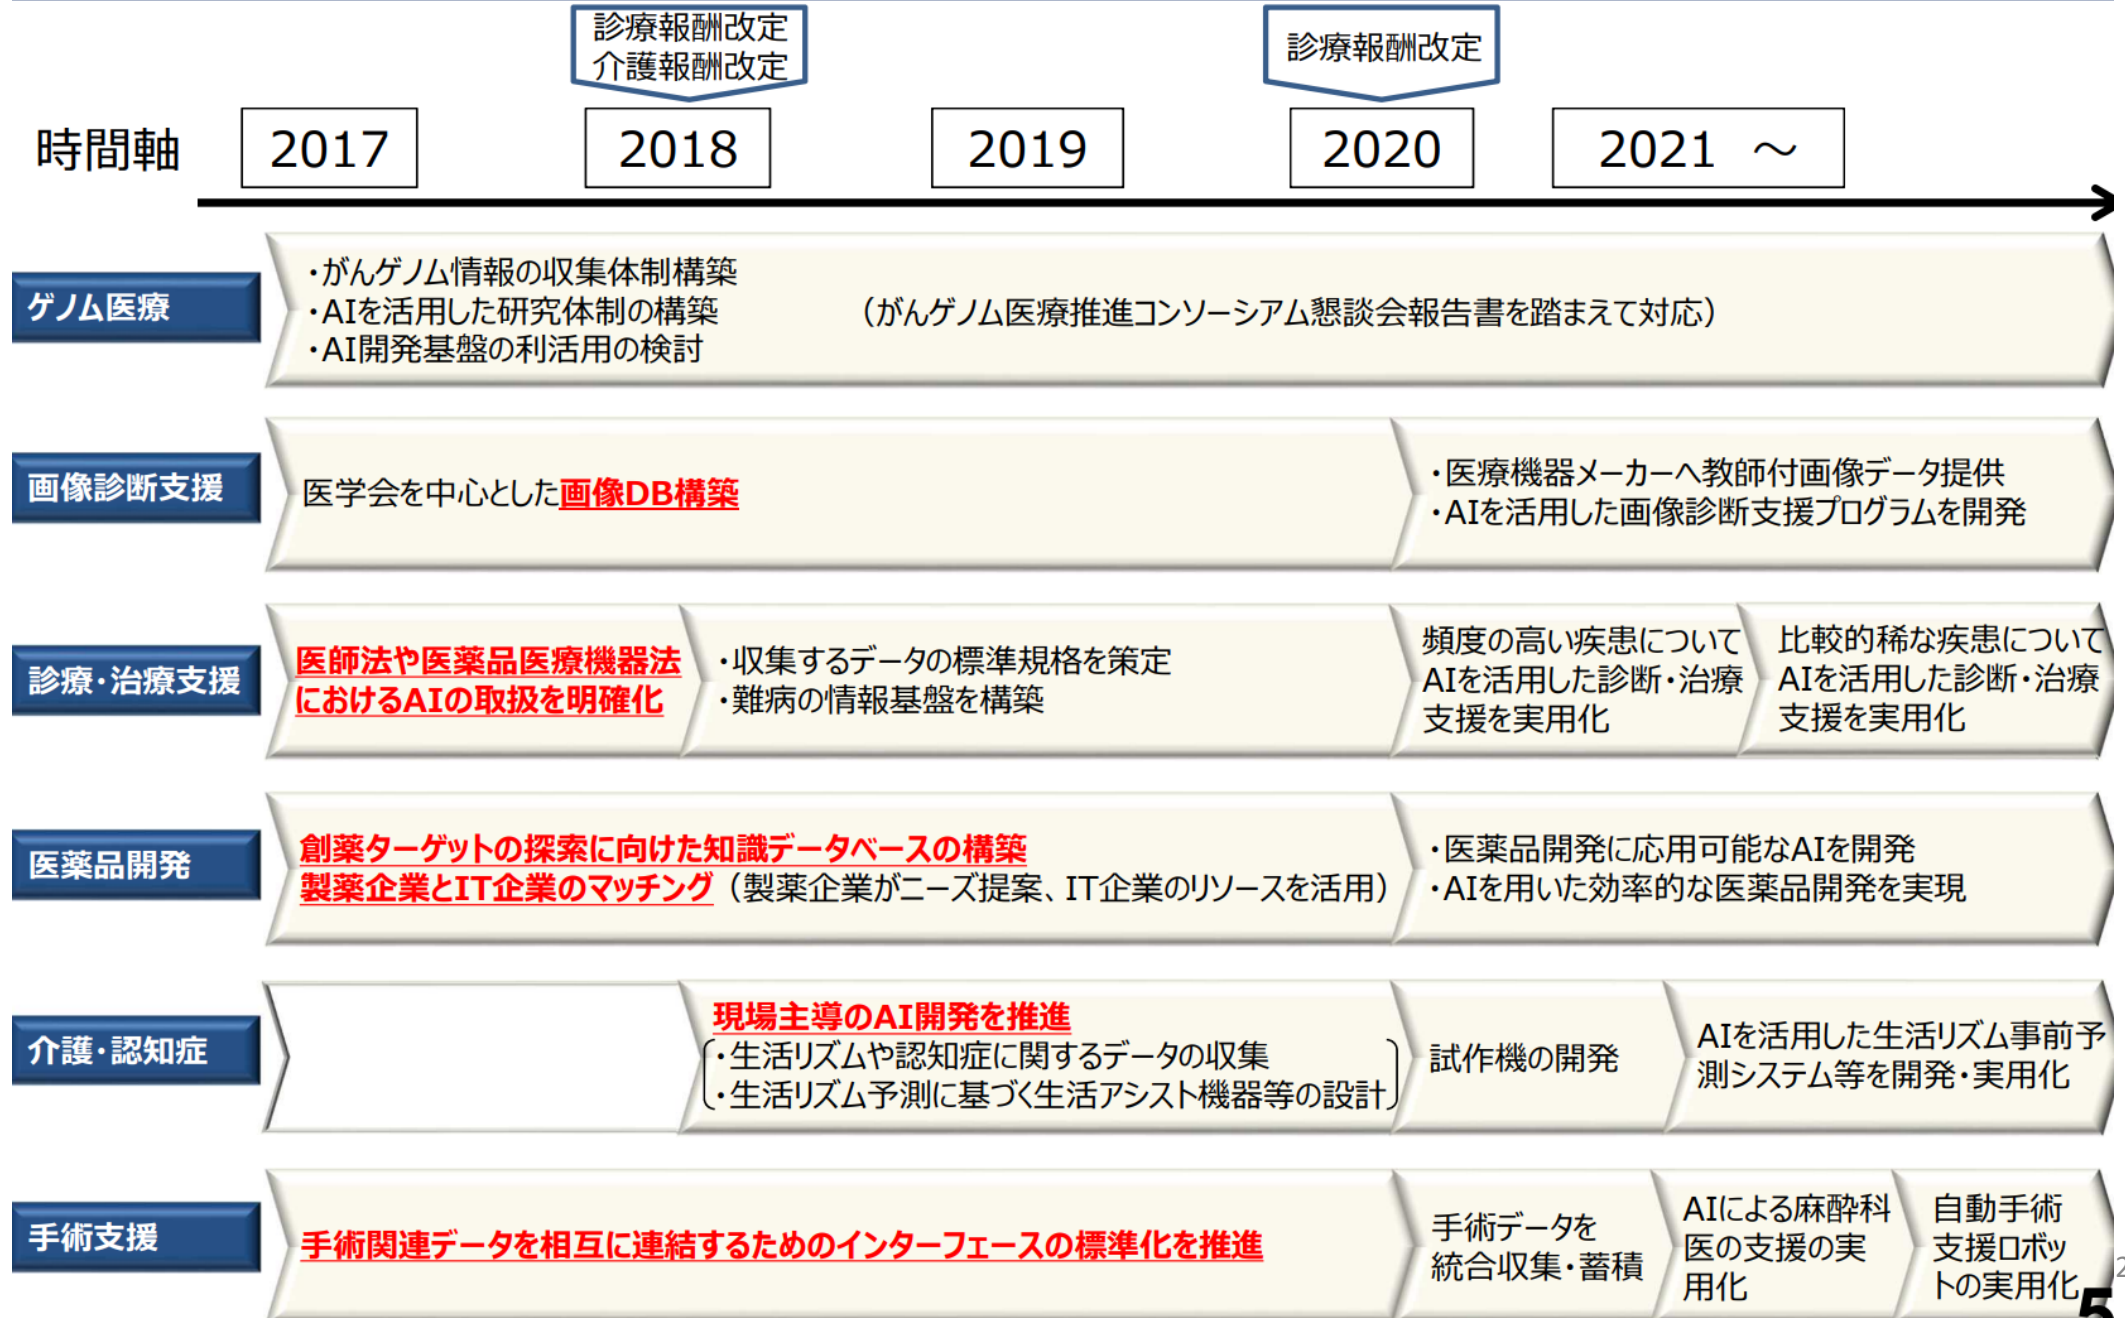 診療報酬改定
介護報酬改定
診療報酬改定
時間軸
2017
2018
2019
2020
2021 ～
ゲノム医療
・がんゲノム情報の収集体制構築
・AIを活用した研究体制の構築
・AI開発基盤の利活用の検討
（がんゲノム医療推進コンソーシアム懇談会報告書を踏まえて対応）
画像診断支援
医学会を中心とした画像DB構築
・医療機器メーカーへ教師付画像データ提供
・AIを活用した画像診断支援プログラムを開発
診療・治療支援
医師法や医薬品医療機器法
におけるAIの取扱を明確化
・収集するデータの標準規格を策定
・難病の情報基盤を構築
頻度の高い疾患について
AIを活用した診断・治療
支援を実用化
比較的稀な疾患について
AIを活用した診断・治療
支援を実用化
医薬品開発
創薬ターゲットの探索に向けた知識データベースの構築
製薬企業とIT企業のマッチング（製薬企業がニーズ提案、IT企業のリソースを活用）
・医薬品開発に応用可能なAIを開発
・AIを用いた効率的な医薬品開発を実現
介護・認知症
現場主導のAI開発を推進
・生活リズムや認知症に関するデータの収集
・生活リズム予測に基づく生活アシスト機器等の設計
試作機の開発
AIを活用した生活リズム事前予
測システム等を開発・実用化
手術支援
手術関連データを相互に連結するためのインターフェースの標準化を推進
手術データを
統合収集・蓄積
AIによる麻酔科
医の支援の実
用化
自動手術
支援ロボッ
トの実用化
2
5